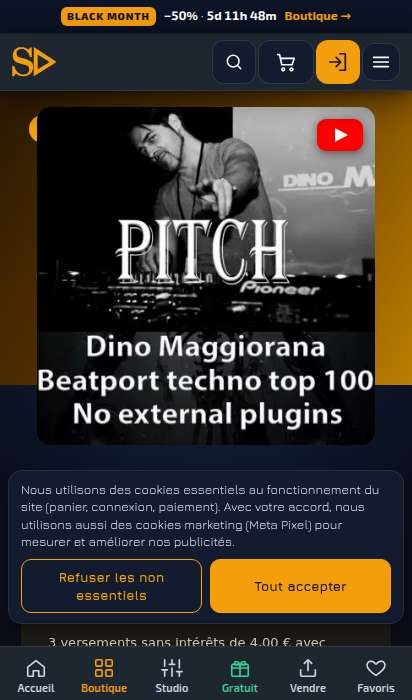 BLACK MONTH −50% · 5d 11h 48m Boutique →
SD
DINO M
PITCH
Pioneer
Dino Maggiorana
Beatport techno top 100
No external plugins
Nous utilisons des cookies essentiels au fonctionnement du
site (panier, connexion, paiement). Avec votre accord, nous
utilisons aussi des cookies marketing (Meta Pixel) pour
mesurer et améliorer nos publicités.
Refuser les non
essentiels
Tout accepter
3 versements sans intérêts de 4,00 € avec
Accueil Boutique Studio Gratuit Vendre Favoris